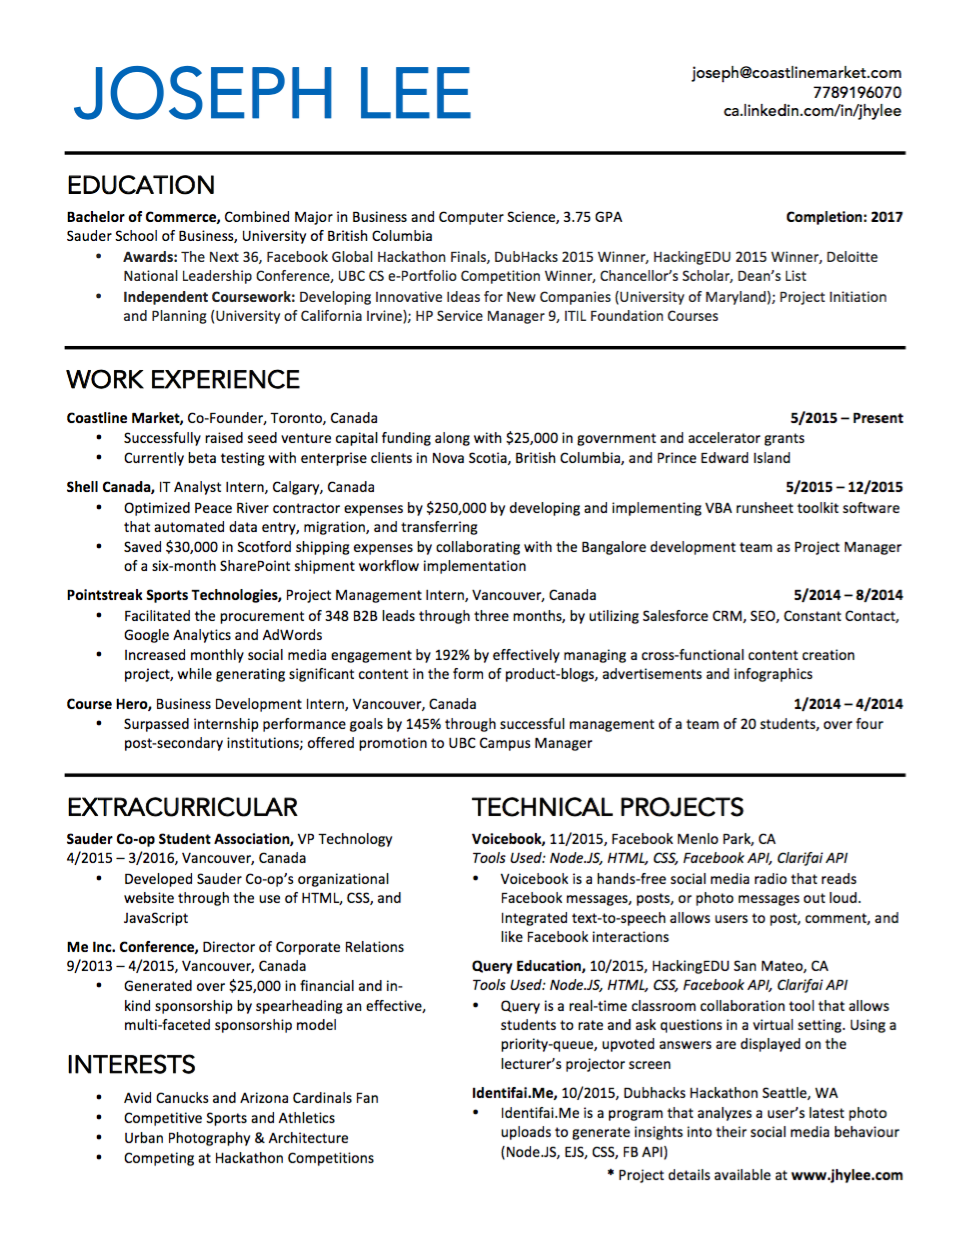 JOSEPH LEE
joseph@coastlinemarket.com
7789196070
ca.linkedin.com/in/jhylee
EDUCATION
Bachelor of Commerce, Combined Major in Business and Computer Science, 3.75 GPA Completion: 2017
Sauder School of Business, University of British Columbia
• Awards: The Next 36, Facebook Global Hackathon Finals, DubHacks 2015 Winner, HackingEDU 2015 Winner, Deloitte
National Leadership Conference, UBC CS e-Portfolio Competition Winner, Chancellor's Scholar, Dean's List
• Independent Coursework: Developing Innovative Ideas for New Companies (University of Maryland); Project Initiation
and Planning (University of California Irvine); HP Service Manager 9, ITIL Foundation Courses
WORK EXPERIENCE
Coastline Market, Co-Founder, Toronto, Canada 5/2015 – Present
• Successfully raised seed venture capital funding along with $25,000 in government and accelerator grants
• Currently beta testing with enterprise clients in Nova Scotia, British Columbia, and Prince Edward Island
Shell Canada, IT Analyst Intern, Calgary, Canada 5/2015 – 12/2015
• Optimized Peace River contractor expenses by $250,000 by developing and implementing VBA runsheet toolkit software
that automated data entry, migration, and transferring
• Saved $30,000 in Scotford shipping expenses by collaborating with the Bangalore development team as Project Manager
of a six-month SharePoint shipment workflow implementation
Pointstreak Sports Technologies, Project Management Intern, Vancouver, Canada 5/2014 – 8/2014
• Facilitated the procurement of 348 B2B leads through three months, by utilizing Salesforce CRM, SEO, Constant Contact,
Google Analytics and AdWords
• Increased monthly social media engagement by 192% by effectively managing a cross-functional content creation
project, while generating significant content in the form of product-blogs, advertisements and infographics
Course Hero, Business Development Intern, Vancouver, Canada 1/2014 – 4/2014
• Surpassed internship performance goals by 145% through successful management of a team of 20 students, over four
post-secondary institutions; offered promotion to UBC Campus Manager
EXTRACURRICULAR
Sauder Co-op Student Association, VP Technology
4/2015 – 3/2016, Vancouver, Canada
• Developed Sauder Co-op's organizational
website through the use of HTML, CSS, and
JavaScript
Me Inc. Conference, Director of Corporate Relations
9/2013 – 4/2015, Vancouver, Canada
• Generated over $25,000 in financial and in-
kind sponsorship by spearheading an effective,
multi-faceted sponsorship model
INTERESTS
• Avid Canucks and Arizona Cardinals Fan
• Competitive Sports and Athletics
• Urban Photography & Architecture
• Competing at Hackathon Competitions
TECHNICAL PROJECTS
Voicebook, 11/2015, Facebook Menlo Park, CA
Tools Used: Node.JS, HTML, CSS, Facebook API, Clarifai API
• Voicebook is a hands-free social media radio that reads
Facebook messages, posts, or photo messages out loud.
Integrated text-to-speech allows users to post, comment, and
like Facebook interactions
Query Education, 10/2015, HackingEDU San Mateo, CA
Tools Used: Node.JS, HTML, CSS, Facebook API, Clarifai API
• Query is a real-time classroom collaboration tool that allows
students to rate and ask questions in a virtual setting. Using a
priority-queue, upvoted answers are displayed on the
lecturer's projector screen
Identifai.Me, 10/2015, Dubhacks Hackathon Seattle, WA
• Identifai.Me is a program that analyzes a user's latest photo
uploads to generate insights into their social media behaviour
(Node.JS, EJS, CSS, FB API)
* Project details available at www.jhylee.com